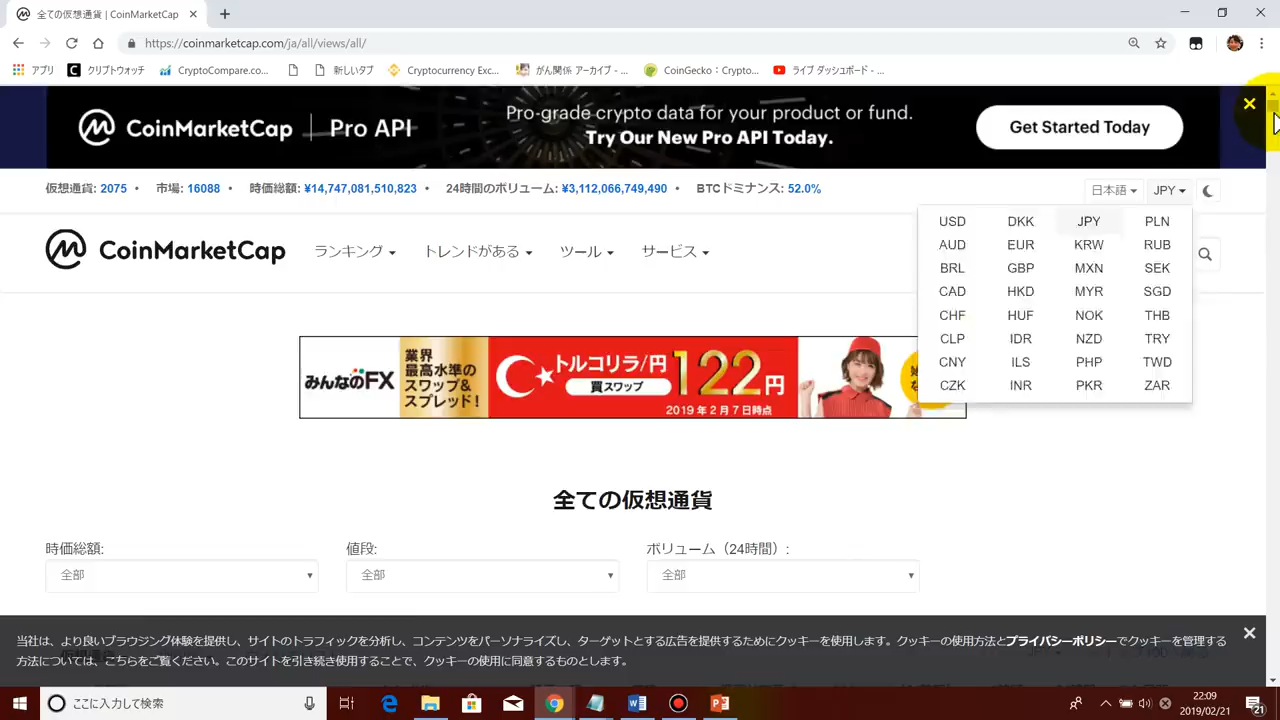 全ての仮想通貨 | CoinMarketCap
https://coinmarketcap.com/ja/all/views/all/
アプリ クリプトウォッチ CryptoCompare.co... 新しいタブ Cryptocurrency Exc... がん関係 アーカイブ - ... CoinGecko：Crypto... ライブ ダッシュボード - ...
CoinMarketCap | Pro API
Pro-grade crypto data for your product or fund.
Try Our New Pro API Today.
Get Started Today
仮想通貨: 2075 • 市場: 16088 • 時価総額: ¥14,747,081,510,823 • 24時間のボリューム: ¥3,112,066,749,490 • BTCドミナンス: 52.0%
日本語 JPY
CoinMarketCap ランキング トレンドがある ツール サービス
USD DKK JPY PLN
AUD EUR KRW RUB
BRL GBP MXN SEK
CAD HKD MYR SGD
CHF HUF NOK THB
CLP IDR NZD TRY
CNY ILS PHP TWD
CZK INR PKR ZAR
みんなのFX
業界
最高水準の
スワップ&
スプレッド!
トルコリラ/円
買スワップ
122円
2019年2月7日時点
全ての仮想通貨
時価総額: 値段: ボリューム（24時間）:
全部 全部 全部
当社は、より良いブラウジング体験を提供し、サイトのトラフィックを分析し、コンテンツをパーソナライズし、ターゲットとする広告を提供するためにクッキーを使用します。クッキーの使用方法とプライバシーポリシーでクッキーを管理する
方法については、こちらをご覧ください。このサイトを引き続き使用することで、クッキーの使用に同意するものとします。
ここに入力して検索
22:09
2019/02/21
21